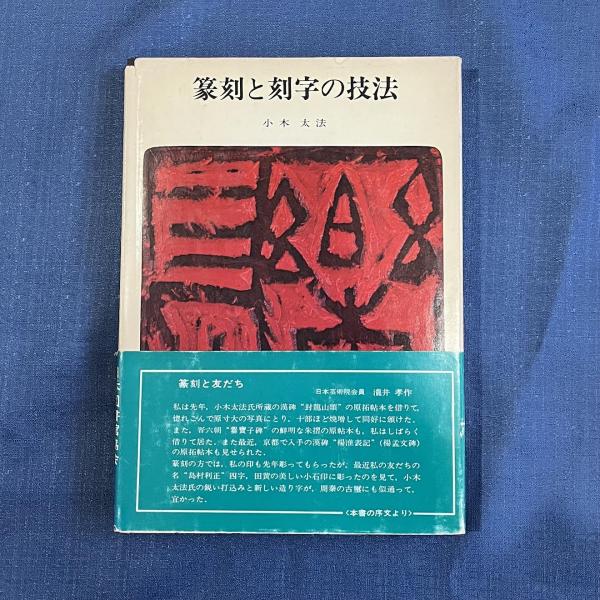 篆刻と刻字の技法
小木 太法
篆刻と友だち
日本芸術院会員 瀧井 孝作
私は先年、小木太法氏所蔵の漢碑“封龍山頌”の原拓帖本を借りて、
惚れこんで原寸大の写真にとり、十部ほど焼増して同好に頒けた。
また、晋六朝“爨寶子碑”の鮮明な朱搨の原帖本も、私はしばらく
借りて居た。また最近、京都で入手の漢碑“楊淮表記”（楊孟文碑）
の原拓帖本も見せられた。
篆刻の方では、私の印も先年彫ってもらったが、最近私の友だちの
名“島村利正”四字、田黄の美しい小石印に彫ったのを見て、小木
太法氏の鋭い打込みと新しい造り字が、周秦の古璽にも似通って、
宜かった。
〈本書の序文より〉